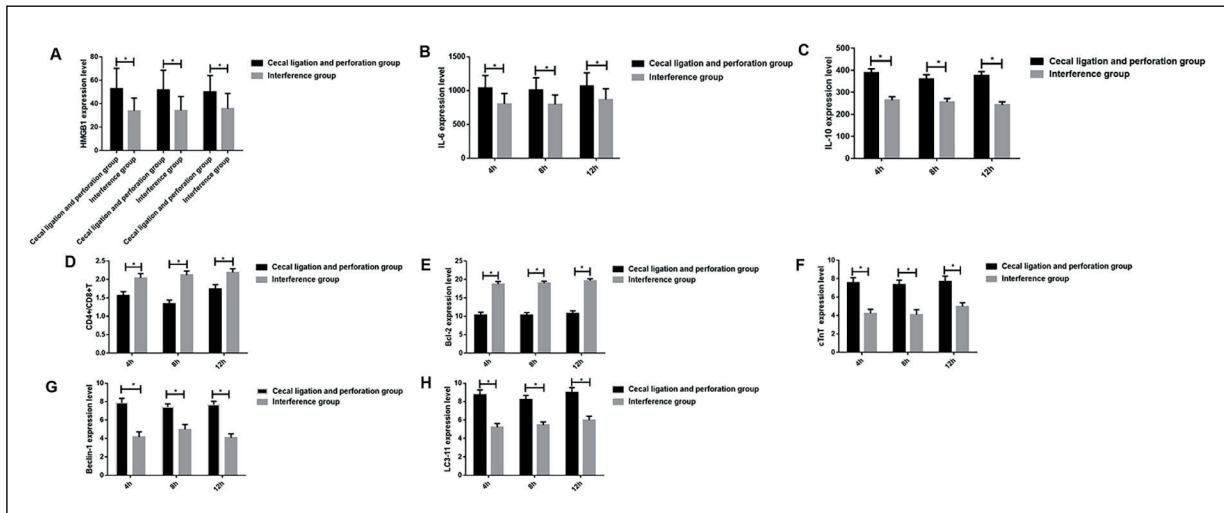 A
HMGB1 expression level
80
60
40
20
0
*
*
*
Cecal ligation and perforation group
Interference group
Cecal ligation and perforation group
Interference group
Cecal ligation and perforation group
Interference group
Cecal ligation and perforation group
Interference group
B
IL-6 expression level
1500
1000
500
0
*
*
*
4h
8h
12h
Cecal ligation and perforation group
Interference group
C
IL-10 expression level
500
400
300
200
100
0
*
*
*
4h
8h
12h
Cecal ligation and perforation group
Interference group
D
CD4+/CD8+T
2.5
2.0
1.5
1.0
0.5
0.0
*
*
*
4h
8h
12h
Cecal ligation and perforation group
Interference group
E
Bcl-2 expression level
25
20
15
10
5
0
*
*
*
4h
8h
12h
Cecal ligation and perforation group
Interference group
F
cTnT expression level
10
8
6
4
2
0
*
*
*
4h
8h
12h
Cecal ligation and perforation group
Interference group
G
Beclin-1 expression level
10
8
6
4
2
0
*
*
*
4h
8h
12h
Cecal ligation and perforation group
Interference group
H
LC3-11 expression level
10
8
6
4
2
0
*
*
*
4h
8h
12h
Cecal ligation and perforation group
Interference group